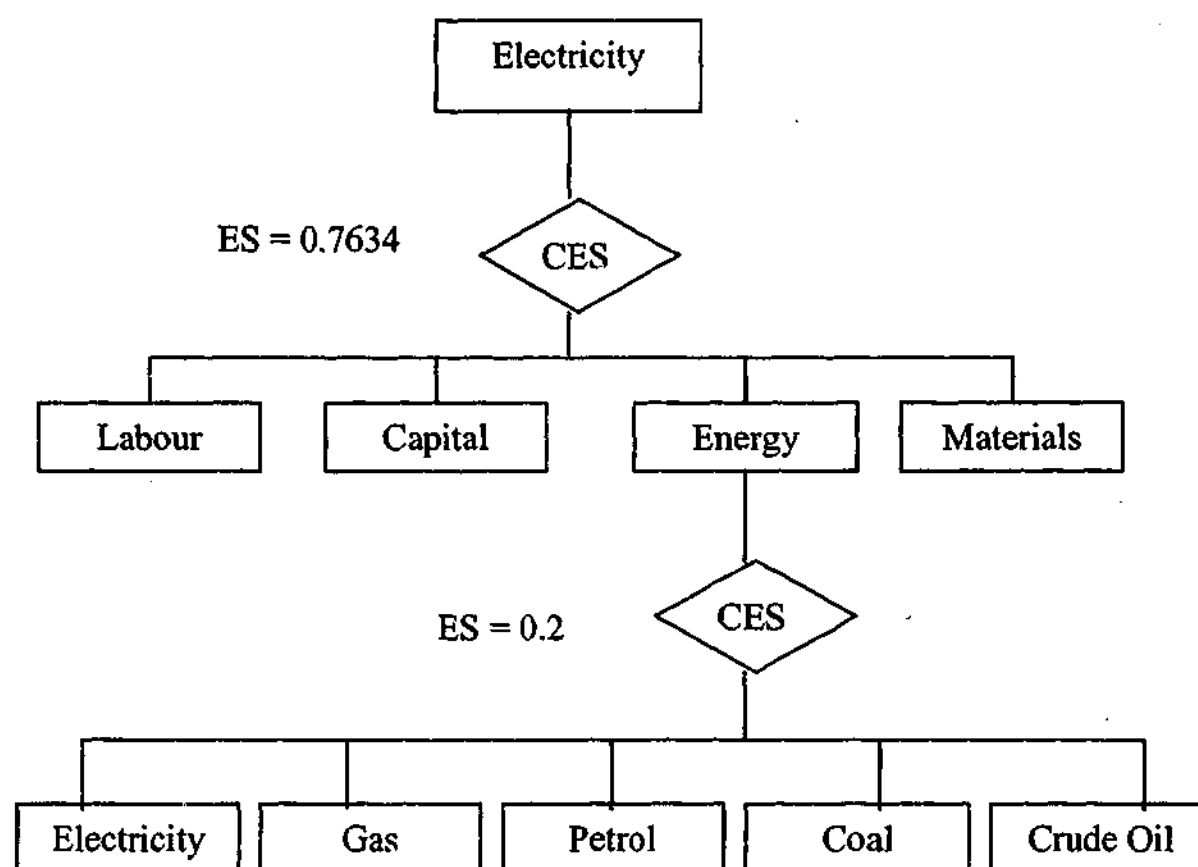 Electricity
ES = 0.7634
CES
Labour
Capital
Energy
Materials
ES = 0.2
CES
Electricity
Gas
Petrol
Coal
Crude Oil